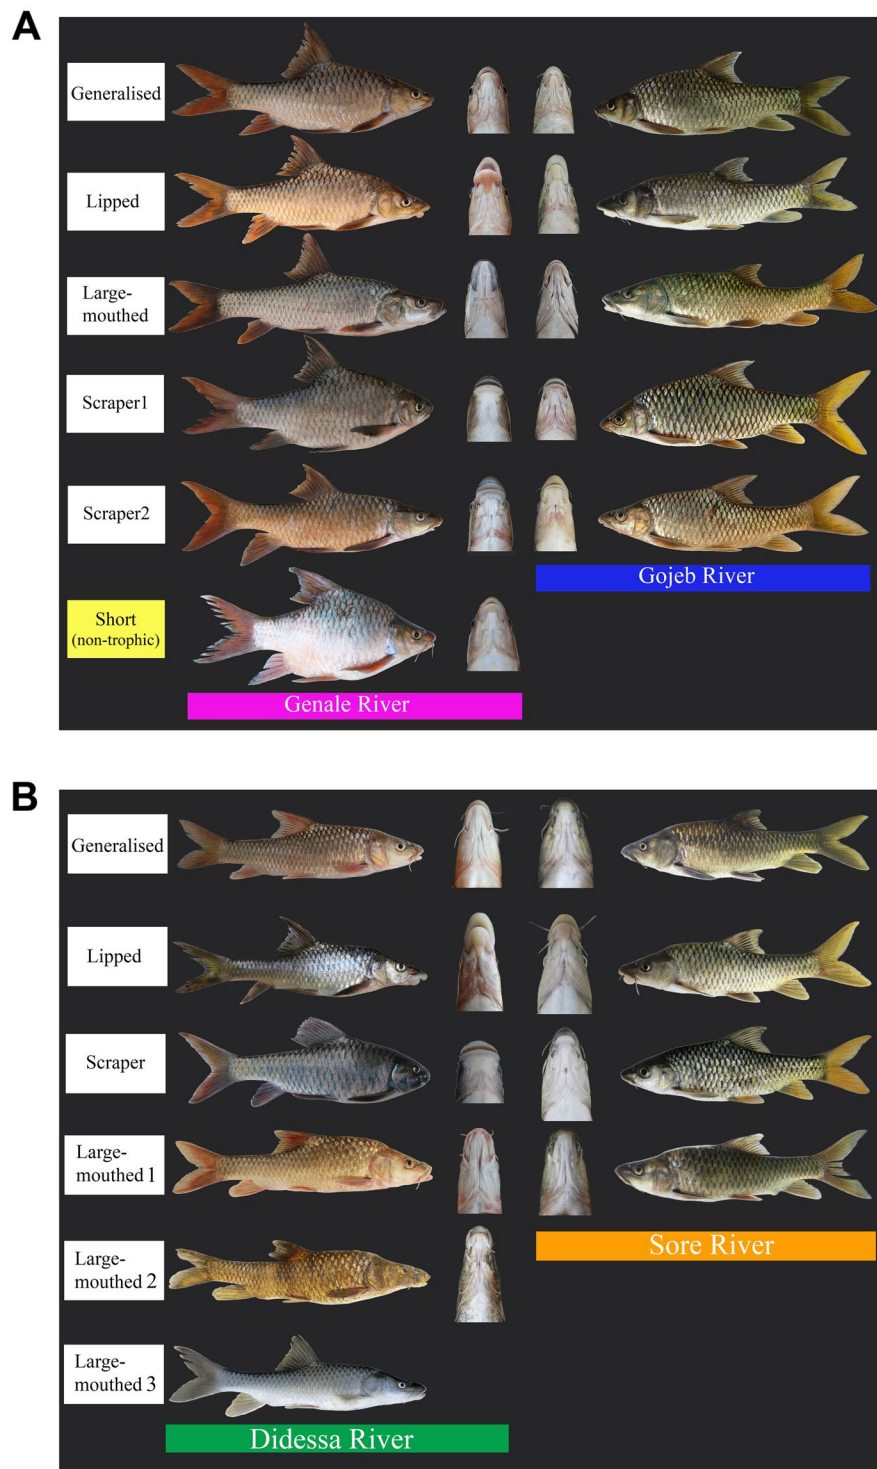 A
Generalised
Lipped
Large-
mouthed
Scraper1
Scraper2
Gojeb River
Short
(non-trophic)
Genale River
B
Generalised
Lipped
Scraper
Large-
mouthed 1
Sore River
Large-
mouthed 2
Large-
mouthed 3
Didessa River